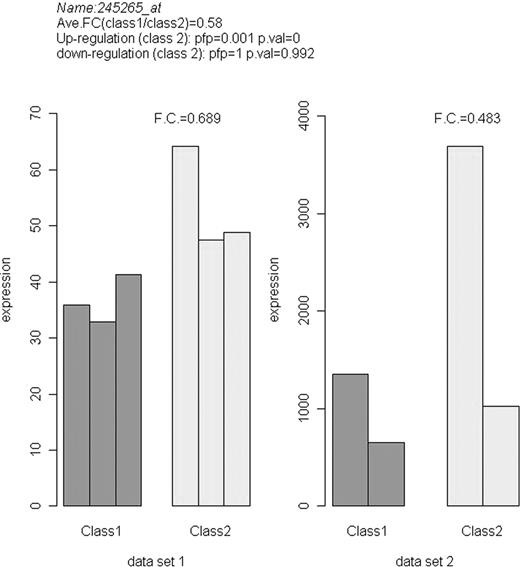 Name:245265_at
Ave.FC(class1/class2)=0.58
Up-regulation (class 2): pfp=0.001 p.val=0
down-regulation (class 2): pfp=1 p.val=0.992
F.C.=0.689
70
60
50
40
30
20
10
0
expression
Class1 Class2
data set 1
F.C.=0.483
4000
3000
2000
1000
0
expression
Class1 Class2
data set 2